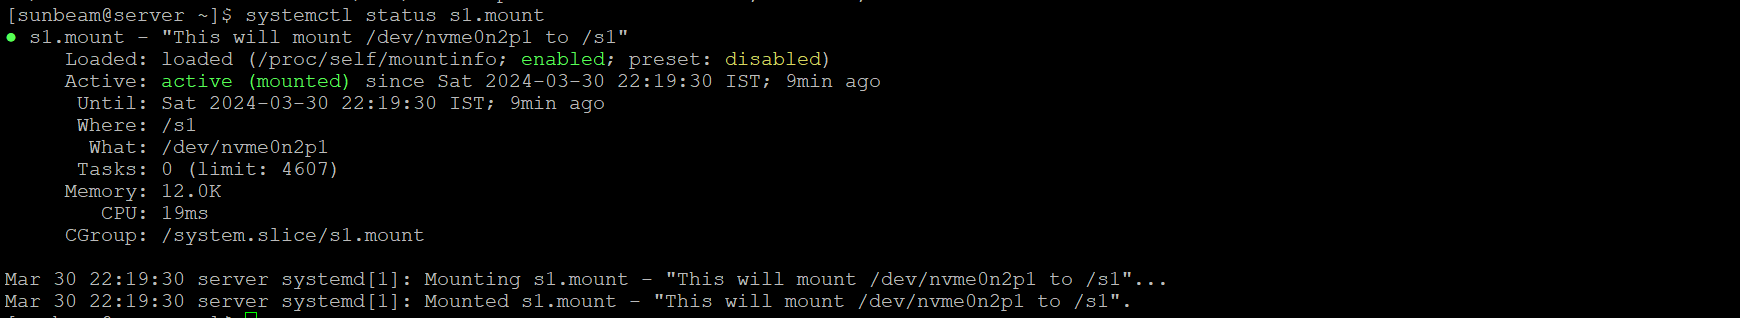 [sunbeam@server ~]$ systemctl status s1.mount
● s1.mount - "This will mount /dev/nvme0n2p1 to /s1"
Loaded: loaded (/proc/self/mountinfo; enabled; preset: disabled)
Active: active (mounted) since Sat 2024-03-30 22:19:30 IST; 9min ago
Until: Sat 2024-03-30 22:19:30 IST; 9min ago
Where: /s1
What: /dev/nvme0n2p1
Tasks: 0 (limit: 4607)
Memory: 12.0K
CPU: 19ms
CGroup: /system.slice/s1.mount
Mar 30 22:19:30 server systemd[1]: Mounting s1.mount - "This will mount /dev/nvme0n2p1 to /s1"...
Mar 30 22:19:30 server systemd[1]: Mounted s1.mount - "This will mount /dev/nvme0n2p1 to /s1".